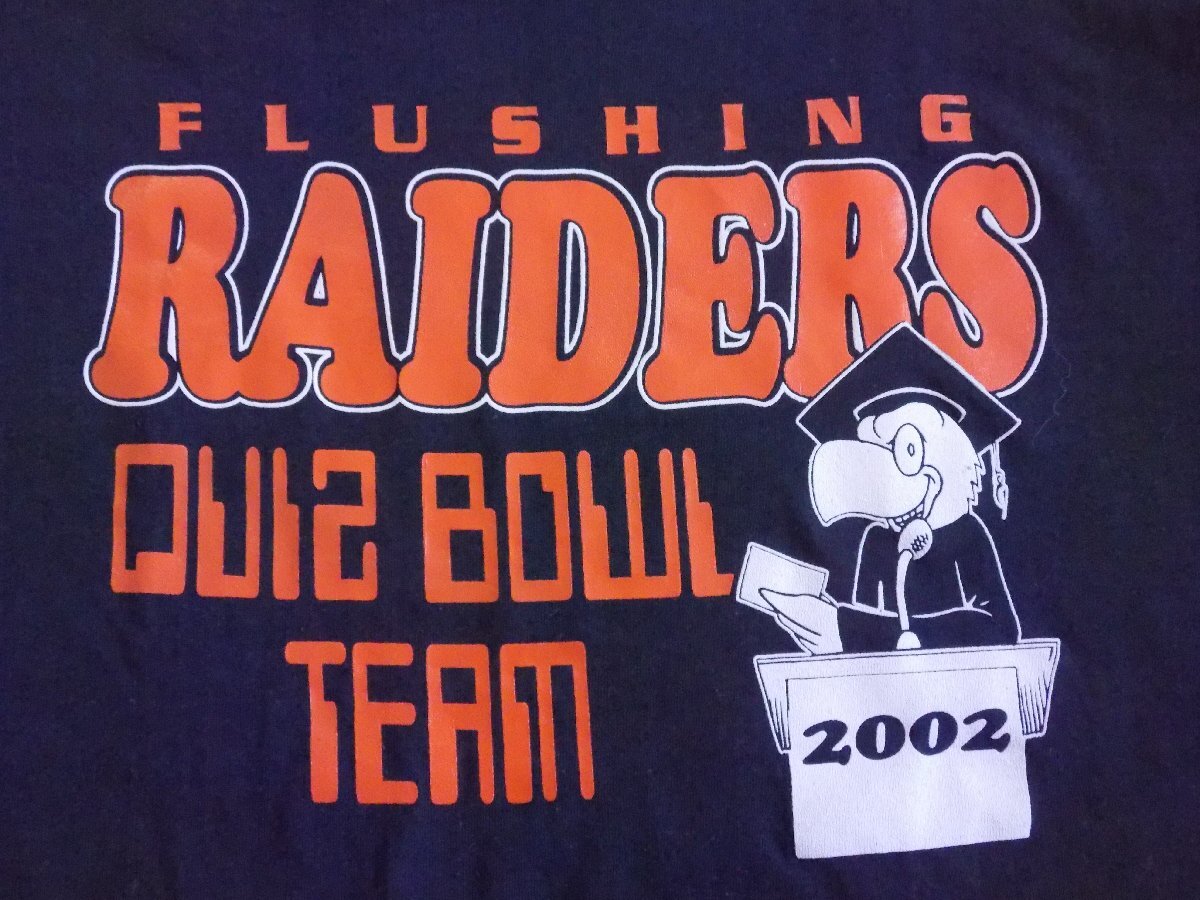 FLUSHING
RAIDERS
QUIZ BOWL
TEAM
2002